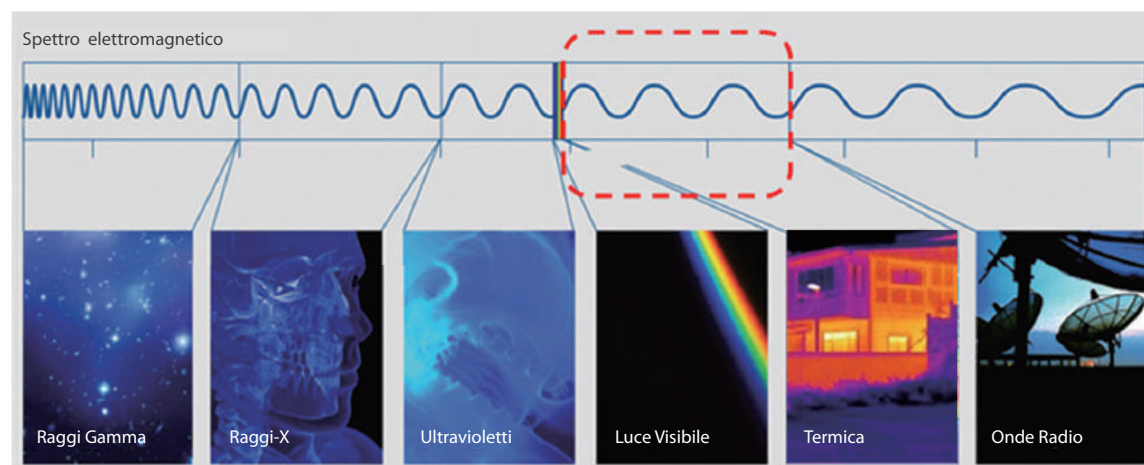 Spettro elettromagnetico
Raggi Gamma
Raggi-X
Ultravioletti
Luce Visibile
Termica
Onde Radio